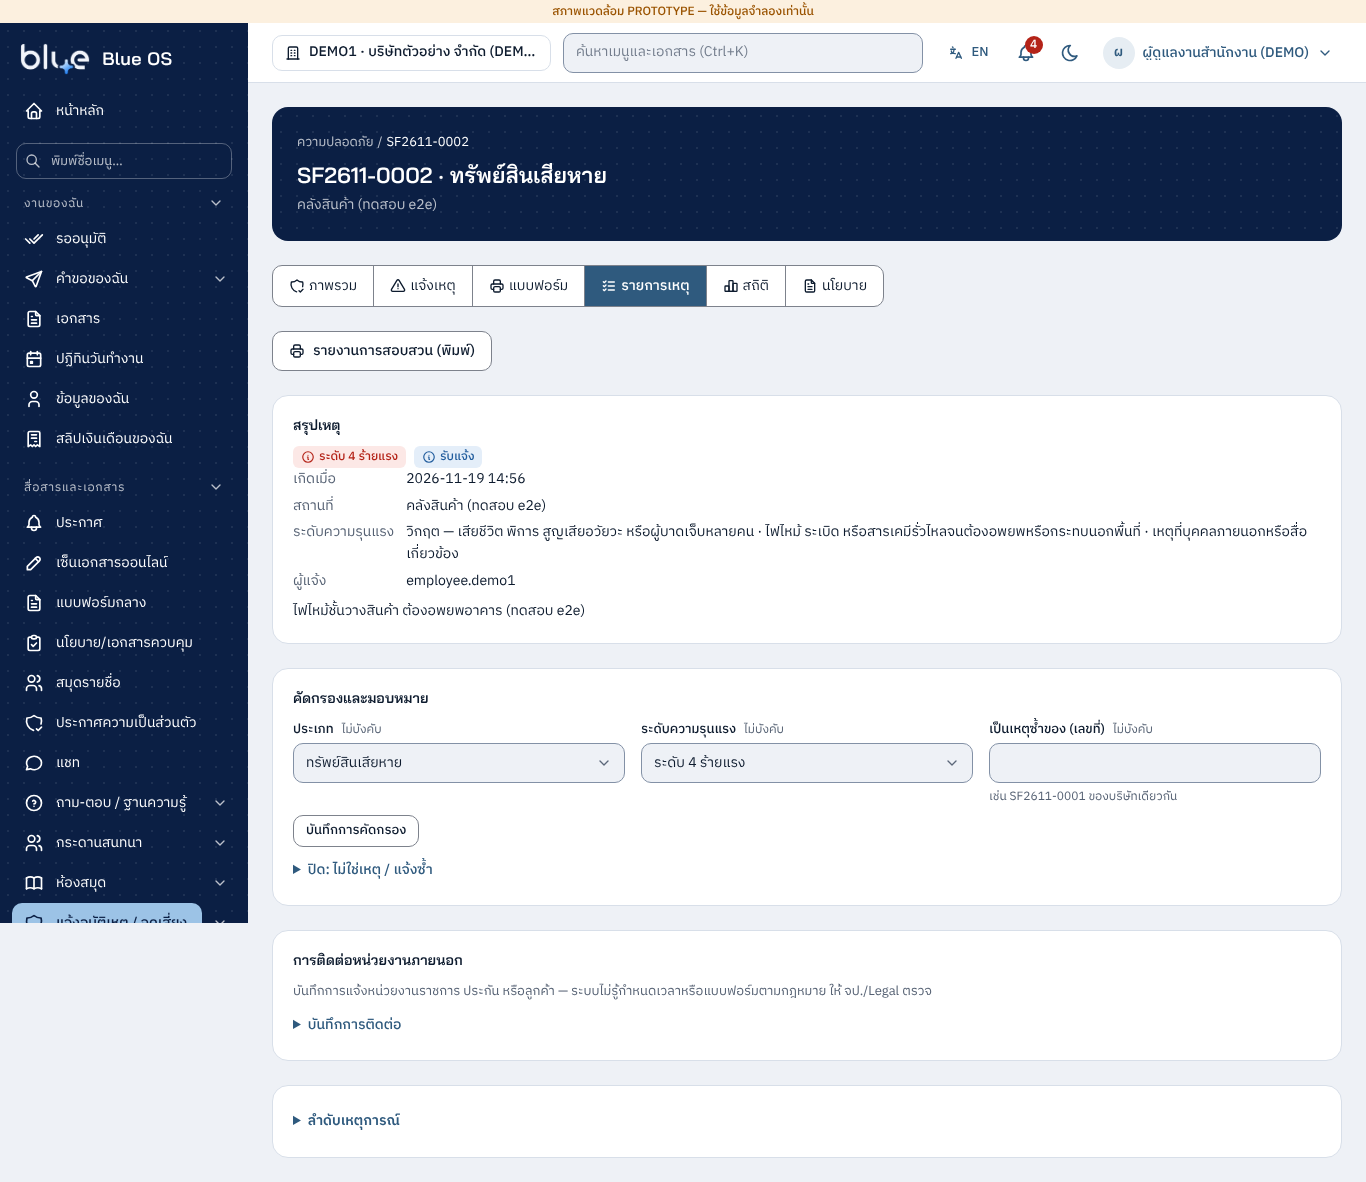 สภาพแวดล้อม PROTOTYPE — ใช้ข้อมูลจำลองเท่านั้น
blue Blue OS
DEMO1 · บริษัทตัวอย่าง จำกัด (DEM...
ค้นหาเมนูและเอกสาร (Ctrl+K)
EN
4
ผ ผู้ดูแลงานสำนักงาน (DEMO)
หน้าหลัก
พิมพ์ชื่อเมนู...
งานของฉัน
รออนุมัติ
คำขอของฉัน
เอกสาร
ปฏิทินวันทำงาน
ข้อมูลของฉัน
สลิปเงินเดือนของฉัน
สื่อสารและเอกสาร
ประกาศ
เซ็นเอกสารออนไลน์
แบบฟอร์มกลาง
นโยบาย/เอกสารควบคุม
สมุดรายชื่อ
ประกาศความเป็นส่วนตัว
แชท
ถาม-ตอบ / ฐานความรู้
กระดานสนทนา
ห้องสมุด
แจ้งอุบัติเหตุ / จุดเสี่ยง
ความปลอดภัย / SF2611-0002
SF2611-0002 · ทรัพย์สินเสียหาย
คลังสินค้า (ทดสอบ e2e)
ภาพรวม
แจ้งเหตุ
แบบฟอร์ม
รายการเหตุ
สถิติ
นโยบาย
รายงานการสอบสวน (พิมพ์)
สรุปเหตุ
ระดับ 4 ร้ายแรง รับแจ้ง
เกิดเมื่อ 2026-11-19 14:56
สถานที่ คลังสินค้า (ทดสอบ e2e)
ระดับความรุนแรง วิกฤต — เสียชีวิต พิการ สูญเสียอวัยวะ หรือผู้บาดเจ็บหลายคน · ไฟไหม้ ระเบิด หรือสารเคมีรั่วไหลจนต้องอพยพหรือกระทบนอกพื้นที่ · เหตุที่บุคคลภายนอกหรือสื่อ
เกี่ยวข้อง
ผู้แจ้ง employee.demo1
ไฟไหม้ชั้นวางสินค้า ต้องอพยพอาคาร (ทดสอบ e2e)
คัดกรองและมอบหมาย
ประเภท ไม่บังคับ
ทรัพย์สินเสียหาย
ระดับความรุนแรง ไม่บังคับ
ระดับ 4 ร้ายแรง
เป็นเหตุซ้ำของ (เลขที่) ไม่บังคับ
เช่น SF2611-0001 ของบริษัทเดียวกัน
บันทึกการคัดกรอง
ปิด: ไม่ใช่เหตุ / แจ้งซ้ำ
การติดต่อหน่วยงานภายนอก
บันทึกการแจ้งหน่วยงานราชการ ประกัน หรือลูกค้า — ระบบไม่รู้กำหนดเวลาหรือแบบฟอร์มตามกฎหมาย ให้ จป./Legal ตรวจ
บันทึกการติดต่อ
ลำดับเหตุการณ์